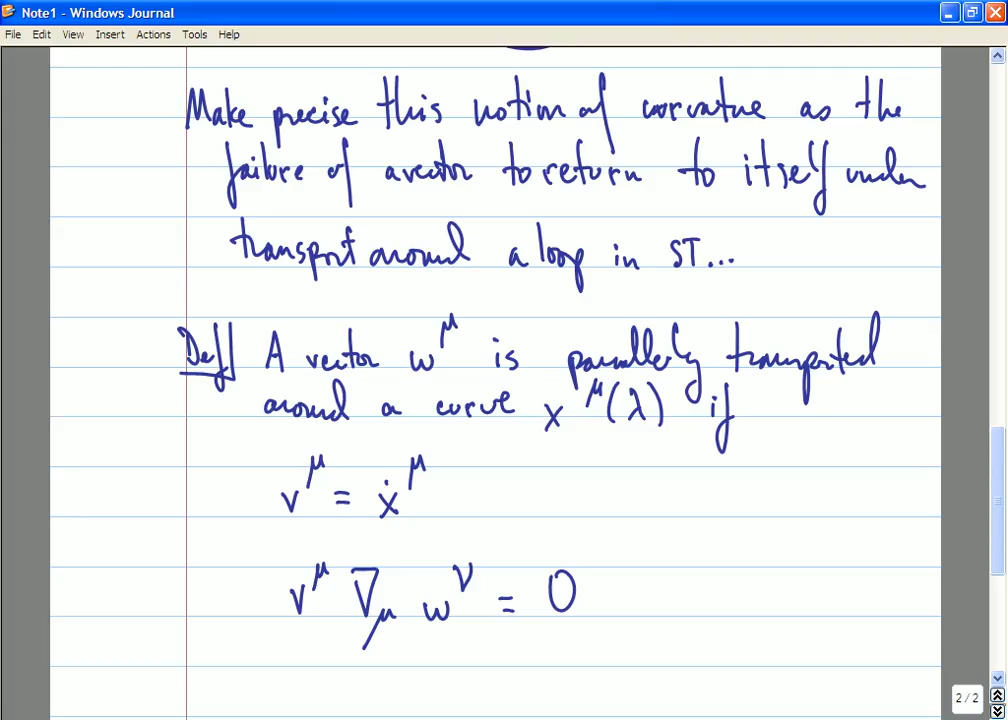 Note1 - Windows Journal
File Edit View Insert Actions Tools Help
Make precise this notion of curvature as the
failure of a vector to return to itself under
transport around a loop in ST...
Def A vector w^μ is parallely transported
around a curve x^μ(λ) if
v^μ = ẋ^μ
v^μ ∇_μ w^ν = 0
2 / 2